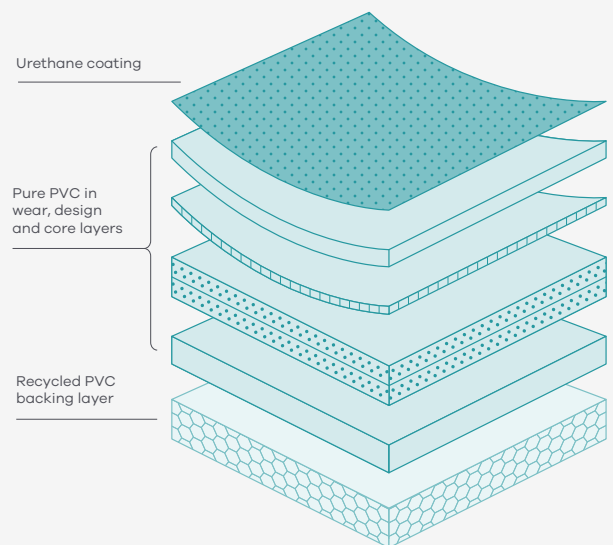 Urethane coating
Pure PVC in
wear, design
and core layers
Recycled PVC
backing layer